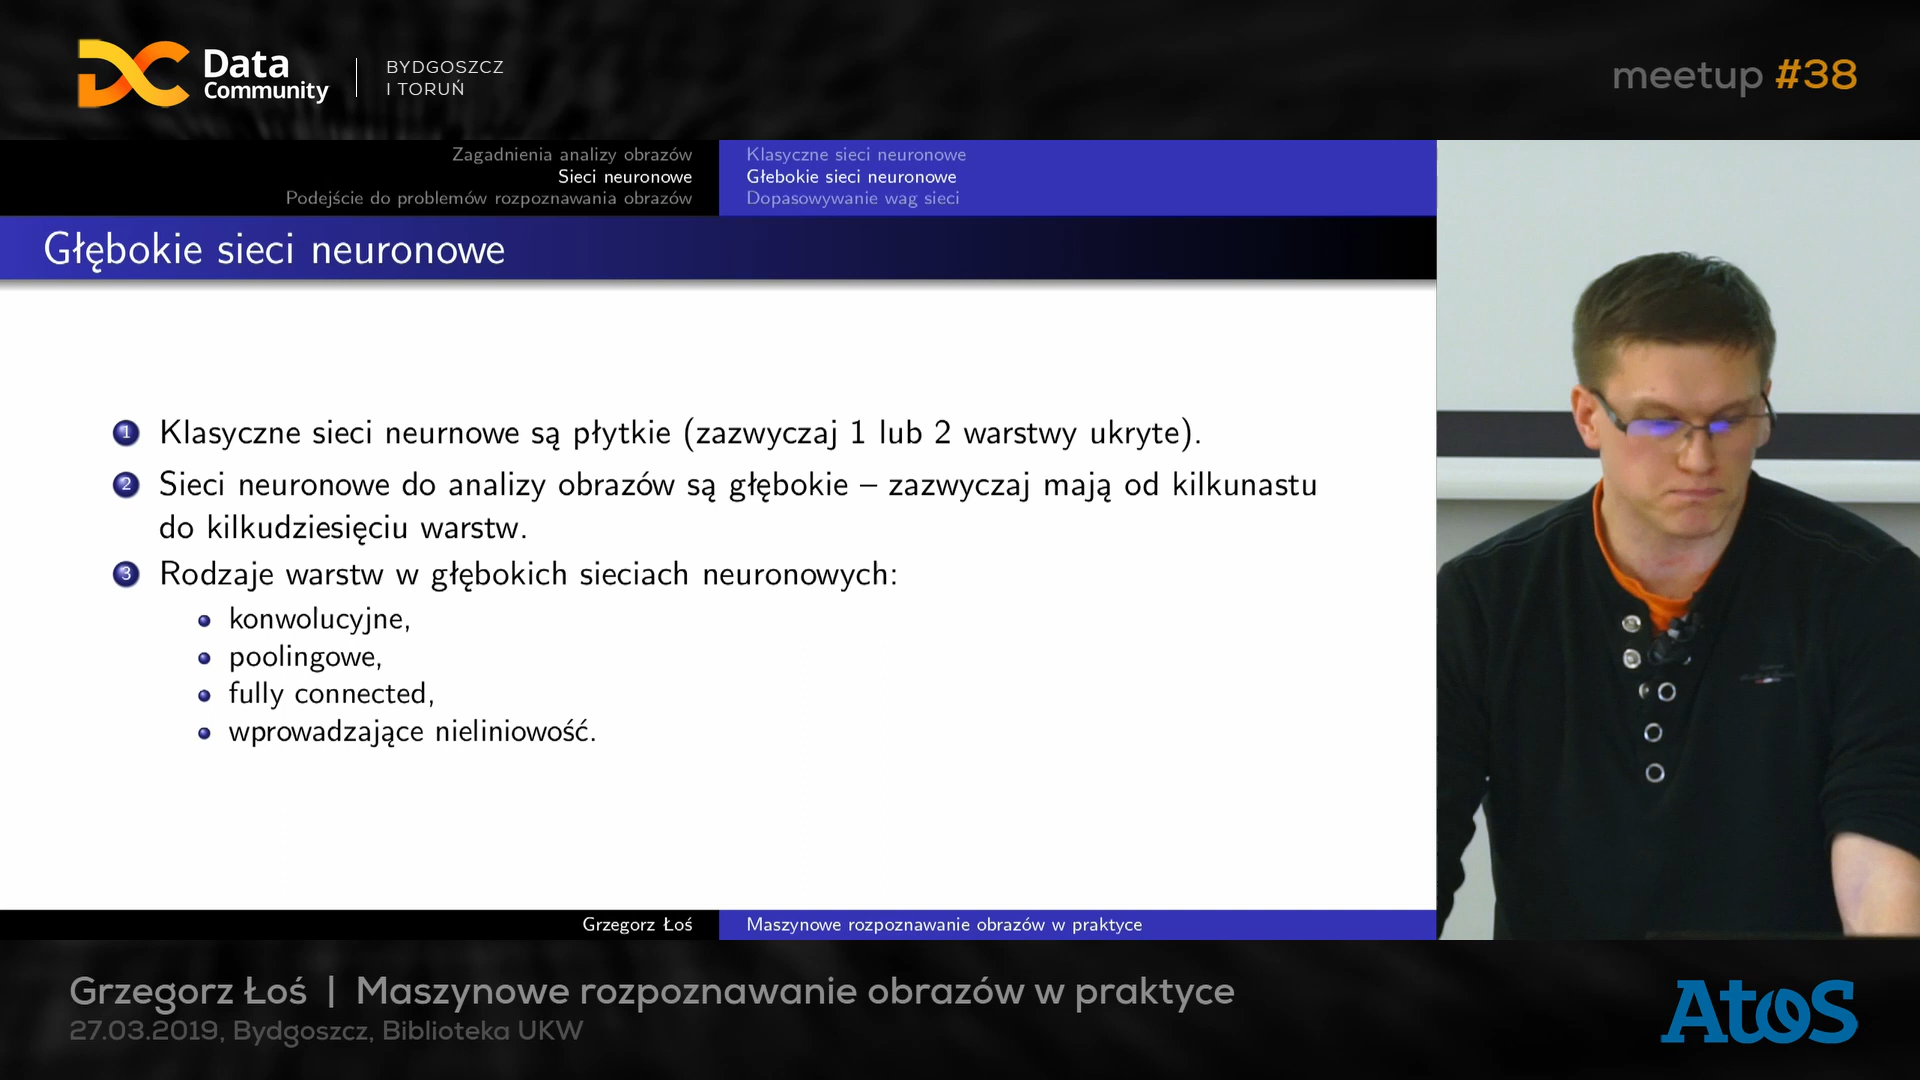 Data
Community
BYDGOSZCZ
I TORUŃ
meetup #38
Zagadnienia analizy obrazów
Sieci neuronowe
Podejście do problemów rozpoznawania obrazów
Klasyczne sieci neuronowe
Głebokie sieci neuronowe
Dopasowywanie wag sieci
Głębokie sieci neuronowe
1 Klasyczne sieci neurnowe są płytkie (zazwyczaj 1 lub 2 warstwy ukryte).
2 Sieci neuronowe do analizy obrazów są głębokie – zazwyczaj mają od kilkunastu
do kilkudziesięciu warstw.
3 Rodzaje warstw w głębokich sieciach neuronowych:
konwolucyjne,
poolingowe,
fully connected,
wprowadzające nieliniowość.
Grzegorz Łoś
Maszynowe rozpoznawanie obrazów w praktyce
Grzegorz Łoś | Maszynowe rozpoznawanie obrazów w praktyce
27.03.2019, Bydgoszcz, Biblioteka UKW
Atos